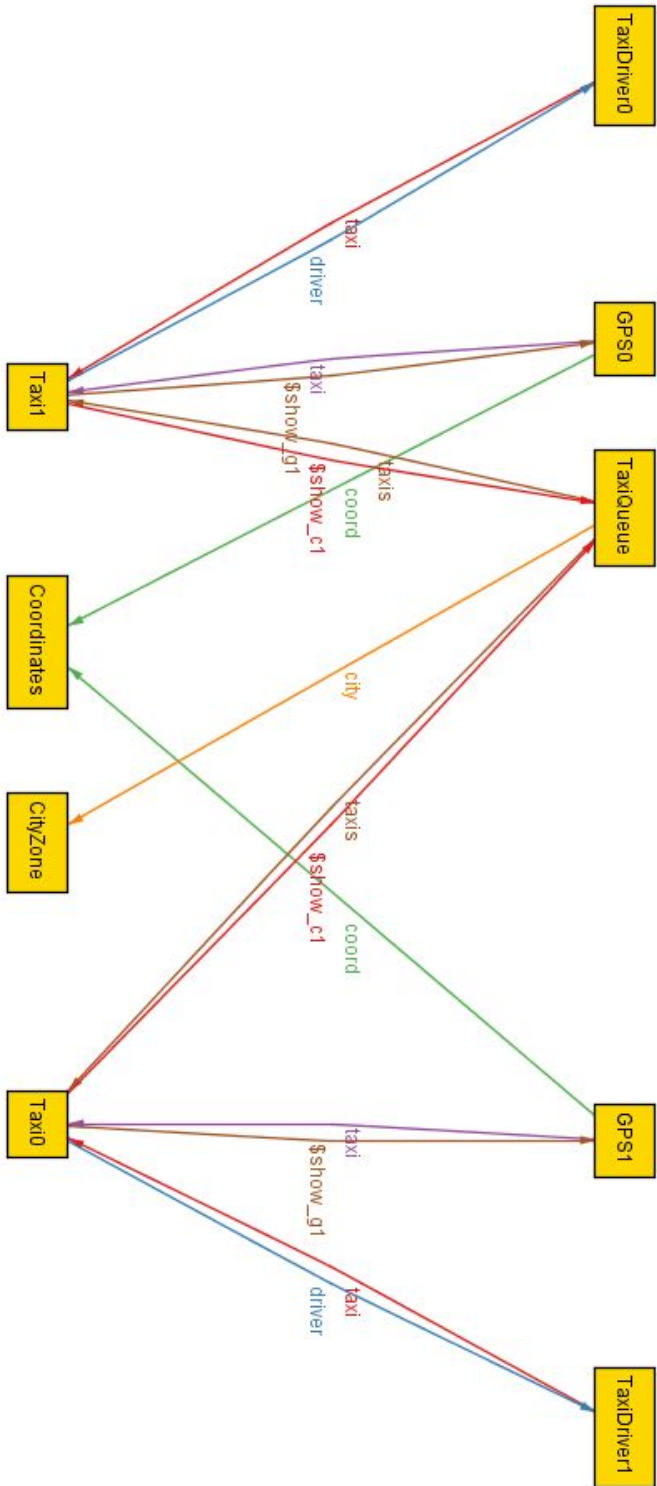 TaxiDriver0
GPS0
TaxiQueue
GPS1
TaxiDriver1
taxis
taxi
coord
city
taxis
coord
taxi
taxi
driver
taxi
$show_c1
$show_c1
$show_g1
driver
$show_g1
Taxi1
Coordinates
CityZone
Taxi0